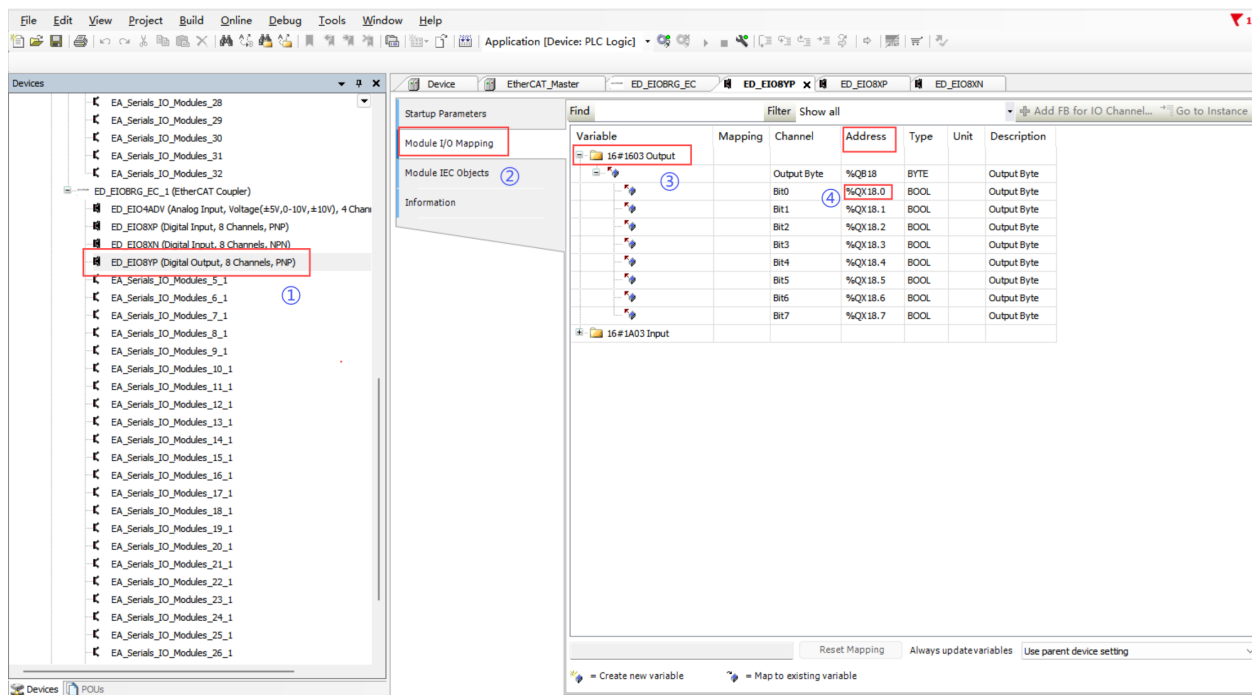 File Edit View Project Build Online Debug Tools Window Help
1
Application [Device: PLC Logic]
Devices
EA_Serials_IO_Modules_28
EA_Serials_IO_Modules_29
EA_Serials_IO_Modules_30
EA_Serials_IO_Modules_31
EA_Serials_IO_Modules_32
ED_EIOBRG_EC_1 (EtherCAT Coupler)
ED_EIO4ADV (Analog Input, Voltage(±5V,0-10V,±10V), 4 Chann
ED_EIO8XP (Digital Input, 8 Channels, PNP)
ED_EIO8XN (Digital Input, 8 Channels, NPN)
ED_EIO8YP (Digital Output, 8 Channels, PNP)
EA_Serials_IO_Modules_5_1
①
EA_Serials_IO_Modules_6_1
EA_Serials_IO_Modules_7_1
EA_Serials_IO_Modules_8_1
EA_Serials_IO_Modules_9_1
EA_Serials_IO_Modules_10_1
EA_Serials_IO_Modules_11_1
EA_Serials_IO_Modules_12_1
EA_Serials_IO_Modules_13_1
EA_Serials_IO_Modules_14_1
EA_Serials_IO_Modules_15_1
EA_Serials_IO_Modules_16_1
EA_Serials_IO_Modules_17_1
EA_Serials_IO_Modules_18_1
EA_Serials_IO_Modules_19_1
EA_Serials_IO_Modules_20_1
EA_Serials_IO_Modules_21_1
EA_Serials_IO_Modules_22_1
EA_Serials_IO_Modules_23_1
EA_Serials_IO_Modules_24_1
EA_Serials_IO_Modules_25_1
EA_Serials_IO_Modules_26_1
Devices POUs
Device EtherCAT_Master ED_EIOBRG_EC ED_EIO8YP ED_EIO8XP ED_EIO8XN
Startup Parameters
Module I/O Mapping
Module IEC Objects ②
Information
Find Filter Show all Add FB for IO Channel... Go to Instance
Variable Mapping Channel Address Type Unit Description
16#1603 Output
③ Output Byte %QB18 BYTE Output Byte
Bit0 ④ %QX18.0 BOOL Output Byte
Bit1 %QX18.1 BOOL Output Byte
Bit2 %QX18.2 BOOL Output Byte
Bit3 %QX18.3 BOOL Output Byte
Bit4 %QX18.4 BOOL Output Byte
Bit5 %QX18.5 BOOL Output Byte
Bit6 %QX18.6 BOOL Output Byte
Bit7 %QX18.7 BOOL Output Byte
16#1A03 Input
Reset Mapping Always update variables Use parent device setting
= Create new variable = Map to existing variable